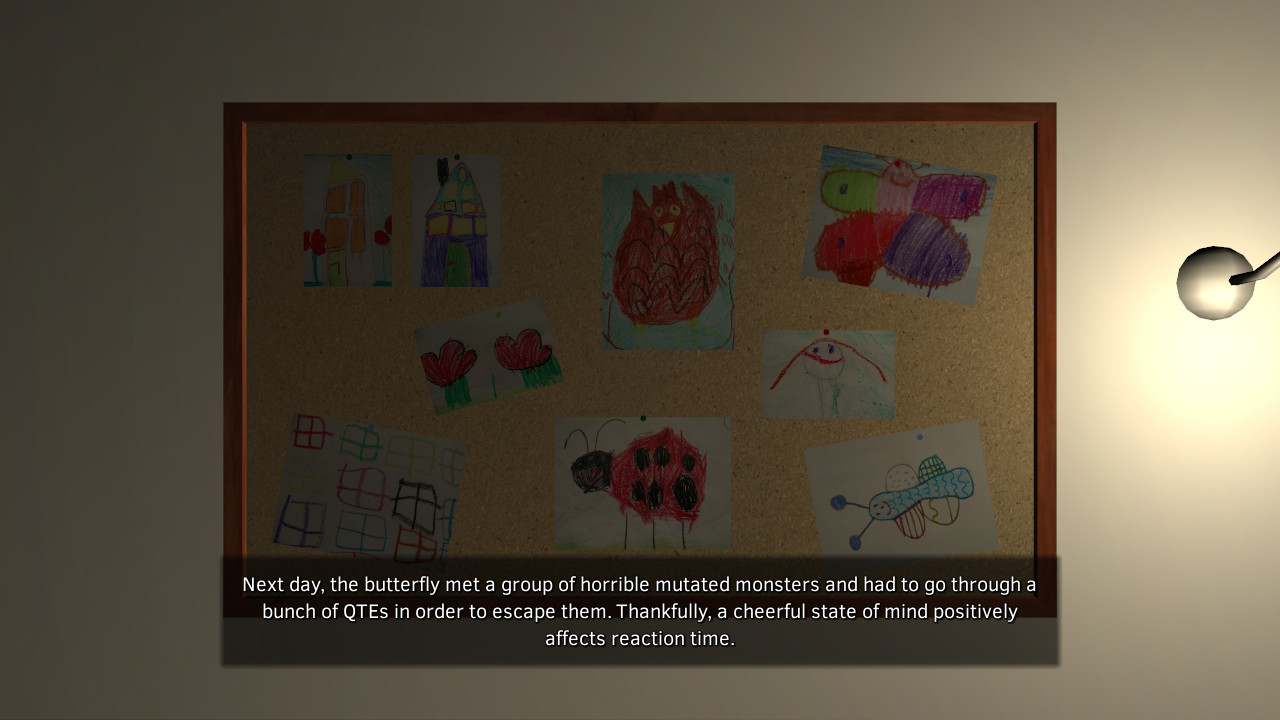 Next day, the butterfly met a group of horrible mutated monsters and had to go through a
bunch of QTEs in order to escape them. Thankfully, a cheerful state of mind positively
affects reaction time.